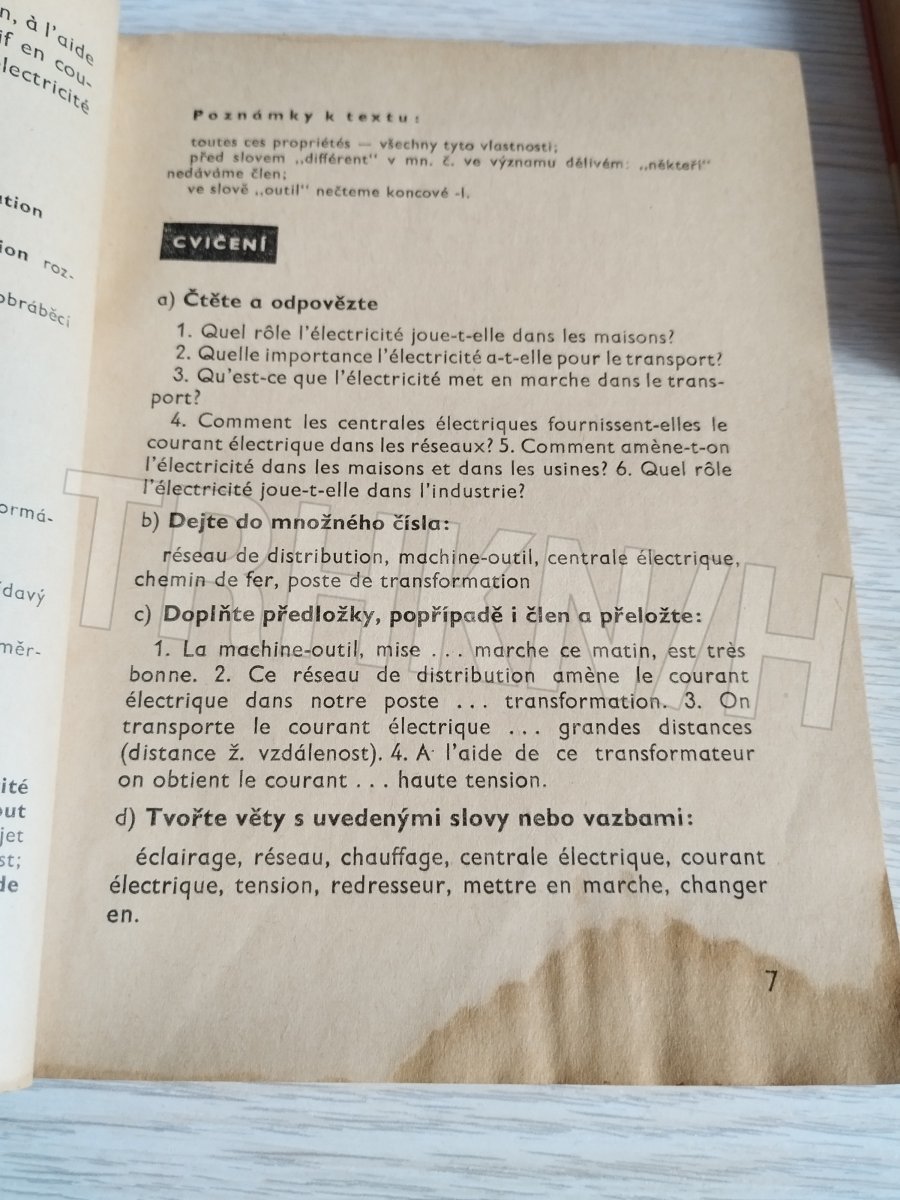 n, à l'aide
if en cou-
lectricité
ution
ion roz-
obráběcí
ormá-
ídavý
měr-
ité
out
jet
st;
de
Poznámky k textu:
toutes ces propriétés — všechny tyto vlastnosti;
před slovem „différent" v mn. č. ve významu dělivém: „někteří"
nedáváme člen;
ve slově „outil" nečteme koncové -l.
CVIČENÍ
a) Čtěte a odpovězte
1. Quel rôle l'électricité joue-t-elle dans les maisons?
2. Quelle importance l'électricité a-t-elle pour le transport?
3. Qu'est-ce que l'électricité met en marche dans le trans-
port?
4. Comment les centrales électriques fournissent-elles le
courant électrique dans les réseaux? 5. Comment amène-t-on
l'électricité dans les maisons et dans les usines? 6. Quel rôle
l'électricité joue-t-elle dans l'industrie?
b) Dejte do množného čísla:
réseau de distribution, machine-outil, centrale électrique,
chemin de fer, poste de transformation
c) Doplňte předložky, popřípadě i člen a přeložte:
1. La machine-outil, mise ... marche ce matin, est très
bonne. 2. Ce réseau de distribution amène le courant
électrique dans notre poste ... transformation. 3. On
transporte le courant électrique ... grandes distances
(distance ž. vzdálenost). 4. A l'aide de ce transformateur
on obtient le courant ... haute tension.
d) Tvořte věty s uvedenými slovy nebo vazbami:
éclairage, réseau, chauffage, centrale électrique, courant
électrique, tension, redresseur, mettre en marche, changer
en.
7